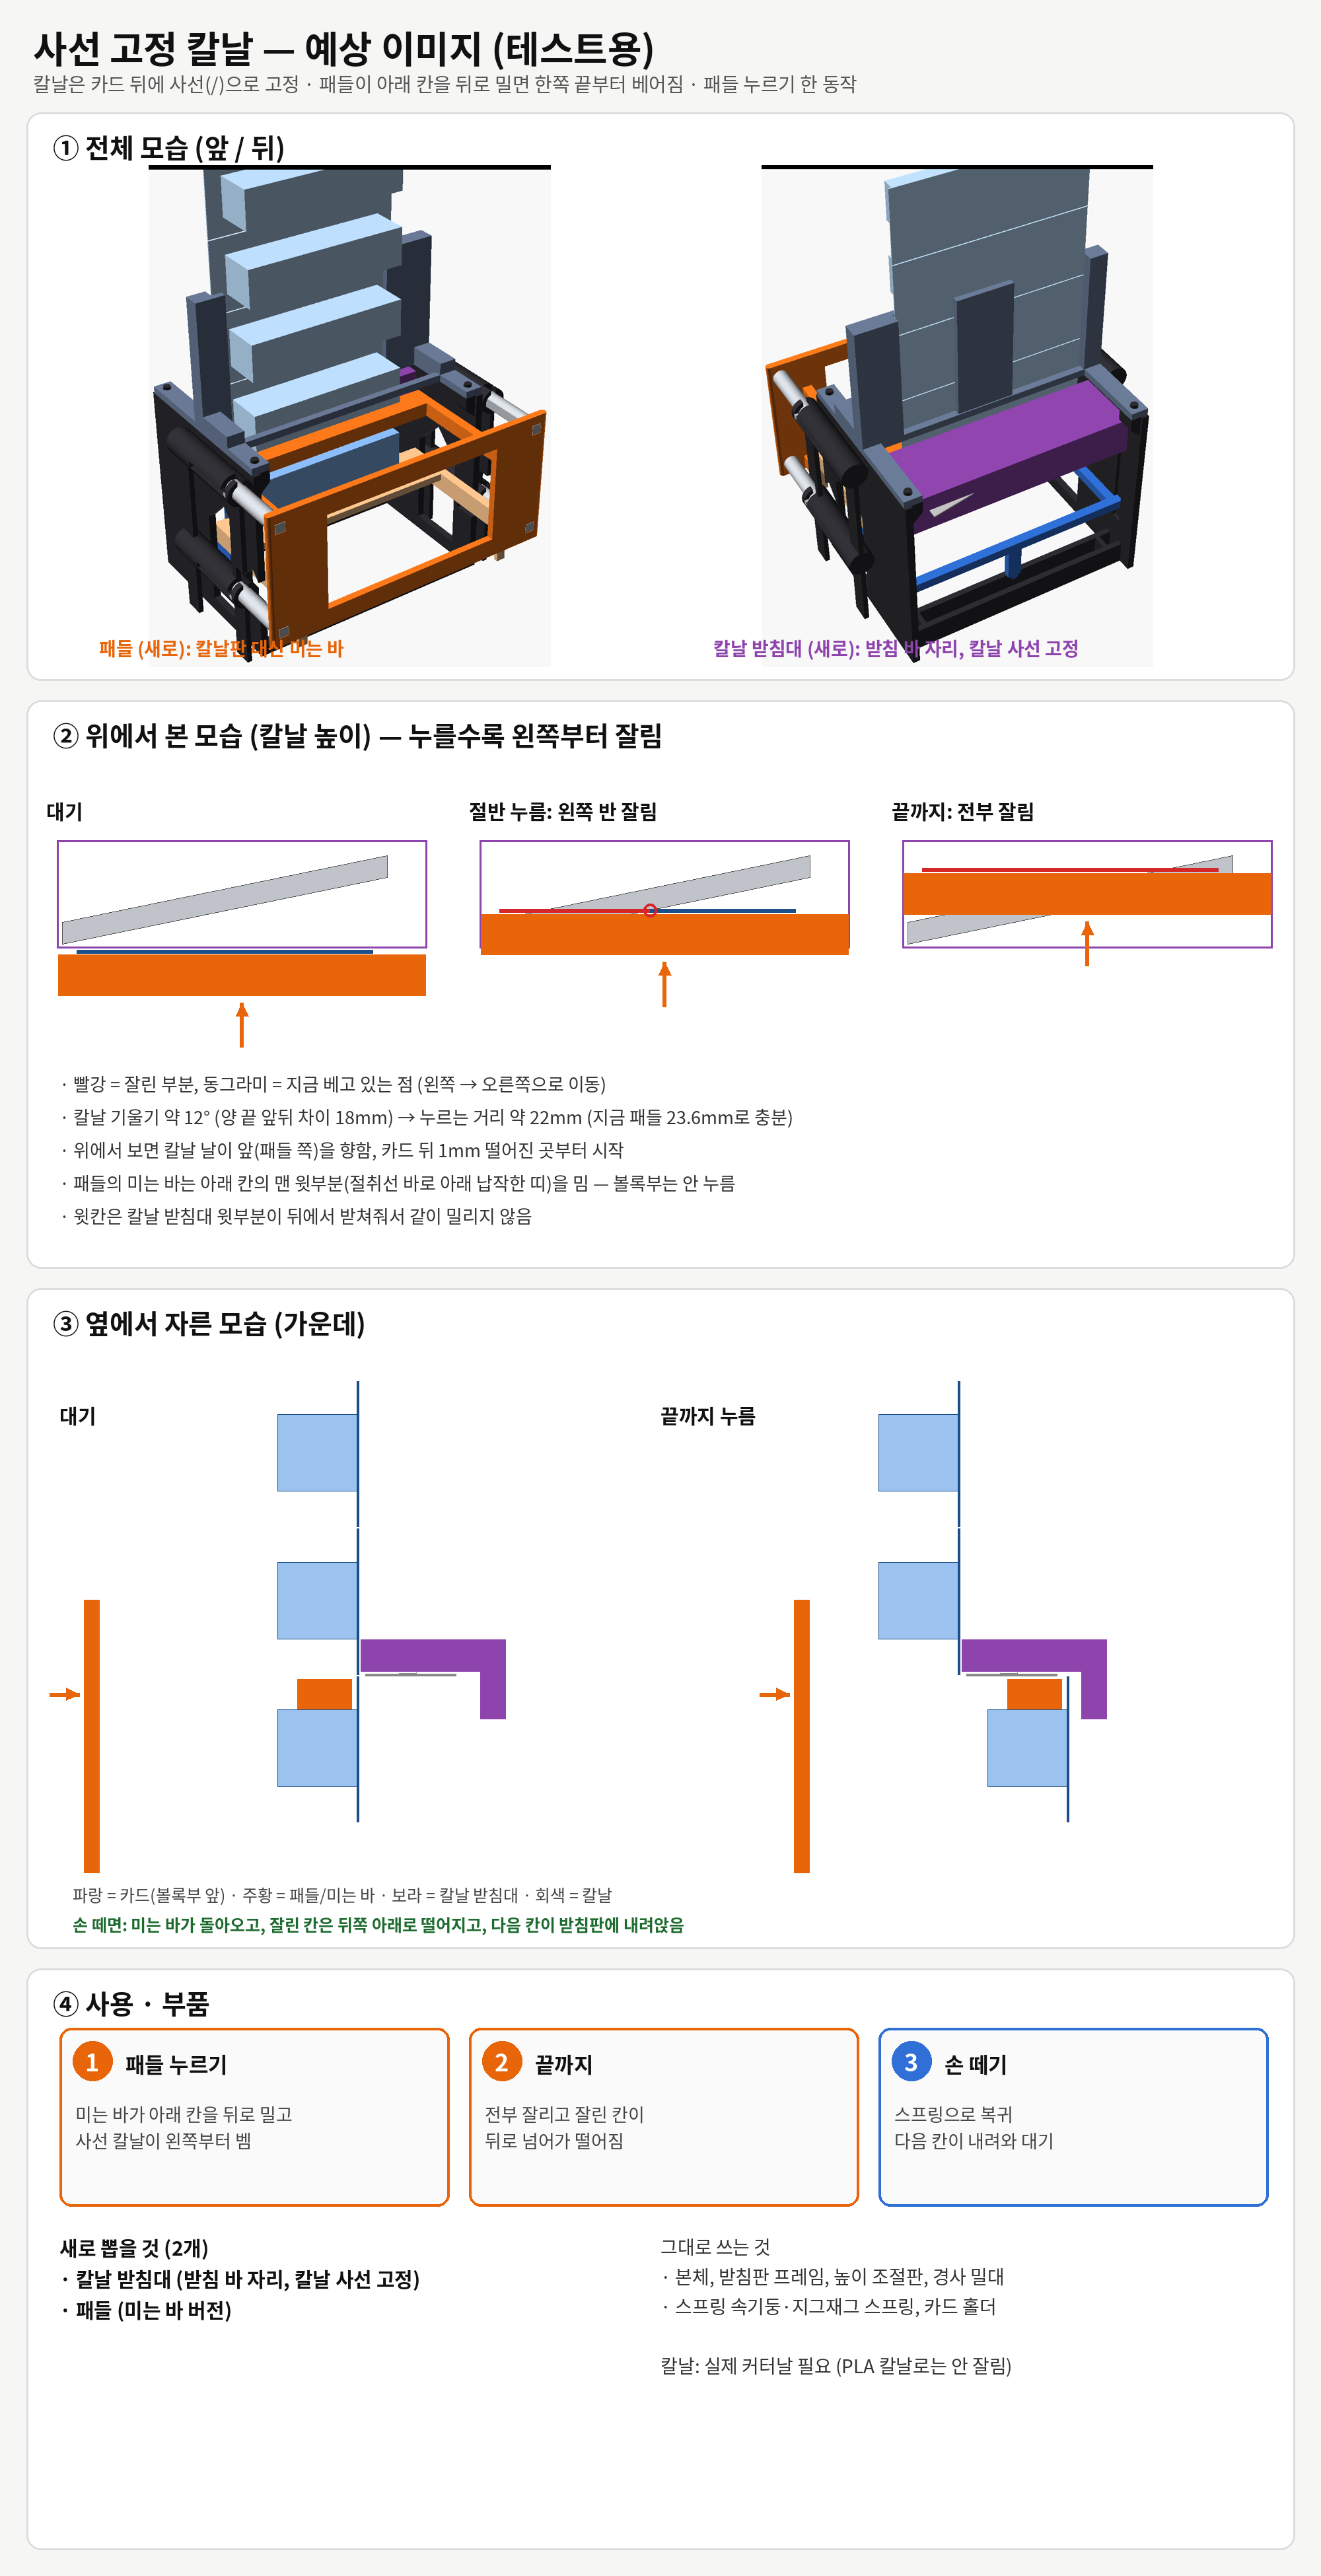 사선 고정 칼날 — 예상 이미지 (테스트용)
칼날은 카드 뒤에 사선(/)으로 고정 · 패들이 아래 칸을 뒤로 밀면 한쪽 끝부터 베어짐 · 패들 누르기 한 동작
① 전체 모습 (앞 / 뒤)
패들 (새로): 칼날판 대신 미는 바
칼날 받침대 (새로): 받침 바 자리, 칼날 사선 고정
② 위에서 본 모습 (칼날 높이) — 누를수록 왼쪽부터 잘림
대기
절반 누름: 왼쪽 반 잘림
끝까지: 전부 잘림
· 빨강 = 잘린 부분, 동그라미 = 지금 베고 있는 점 (왼쪽 → 오른쪽으로 이동)
· 칼날 기울기 약 12° (양 끝 앞뒤 차이 18mm) → 누르는 거리 약 22mm (지금 패들 23.6mm로 충분)
· 위에서 보면 칼날 날이 앞(패들 쪽)을 향함, 카드 뒤 1mm 떨어진 곳부터 시작
· 패들의 미는 바는 아래 칸의 맨 윗부분(절취선 바로 아래 납작한 띠)을 밈 — 볼록부는 안 누름
· 윗칸은 칼날 받침대 윗부분이 뒤에서 받쳐줘서 같이 밀리지 않음
③ 옆에서 자른 모습 (가운데)
대기
끝까지 누름
파랑 = 카드(볼록부 앞) · 주황 = 패들/미는 바 · 보라 = 칼날 받침대 · 회색 = 칼날
손 떼면: 미는 바가 돌아오고, 잘린 칸은 뒤쪽 아래로 떨어지고, 다음 칸이 받침판에 내려앉음
④ 사용 · 부품
1 패들 누르기
미는 바가 아래 칸을 뒤로 밀고
사선 칼날이 왼쪽부터 벰
2 끝까지
전부 잘리고 잘린 칸이
뒤로 넘어가 떨어짐
3 손 떼기
스프링으로 복귀
다음 칸이 내려와 대기
새로 뽑을 것 (2개)
· 칼날 받침대 (받침 바 자리, 칼날 사선 고정)
· 패들 (미는 바 버전)
그대로 쓰는 것
· 본체, 받침판 프레임, 높이 조절판, 경사 밀대
· 스프링 속기둥·지그재그 스프링, 카드 홀더
칼날: 실제 커터날 필요 (PLA 칼날로는 안 잘림)